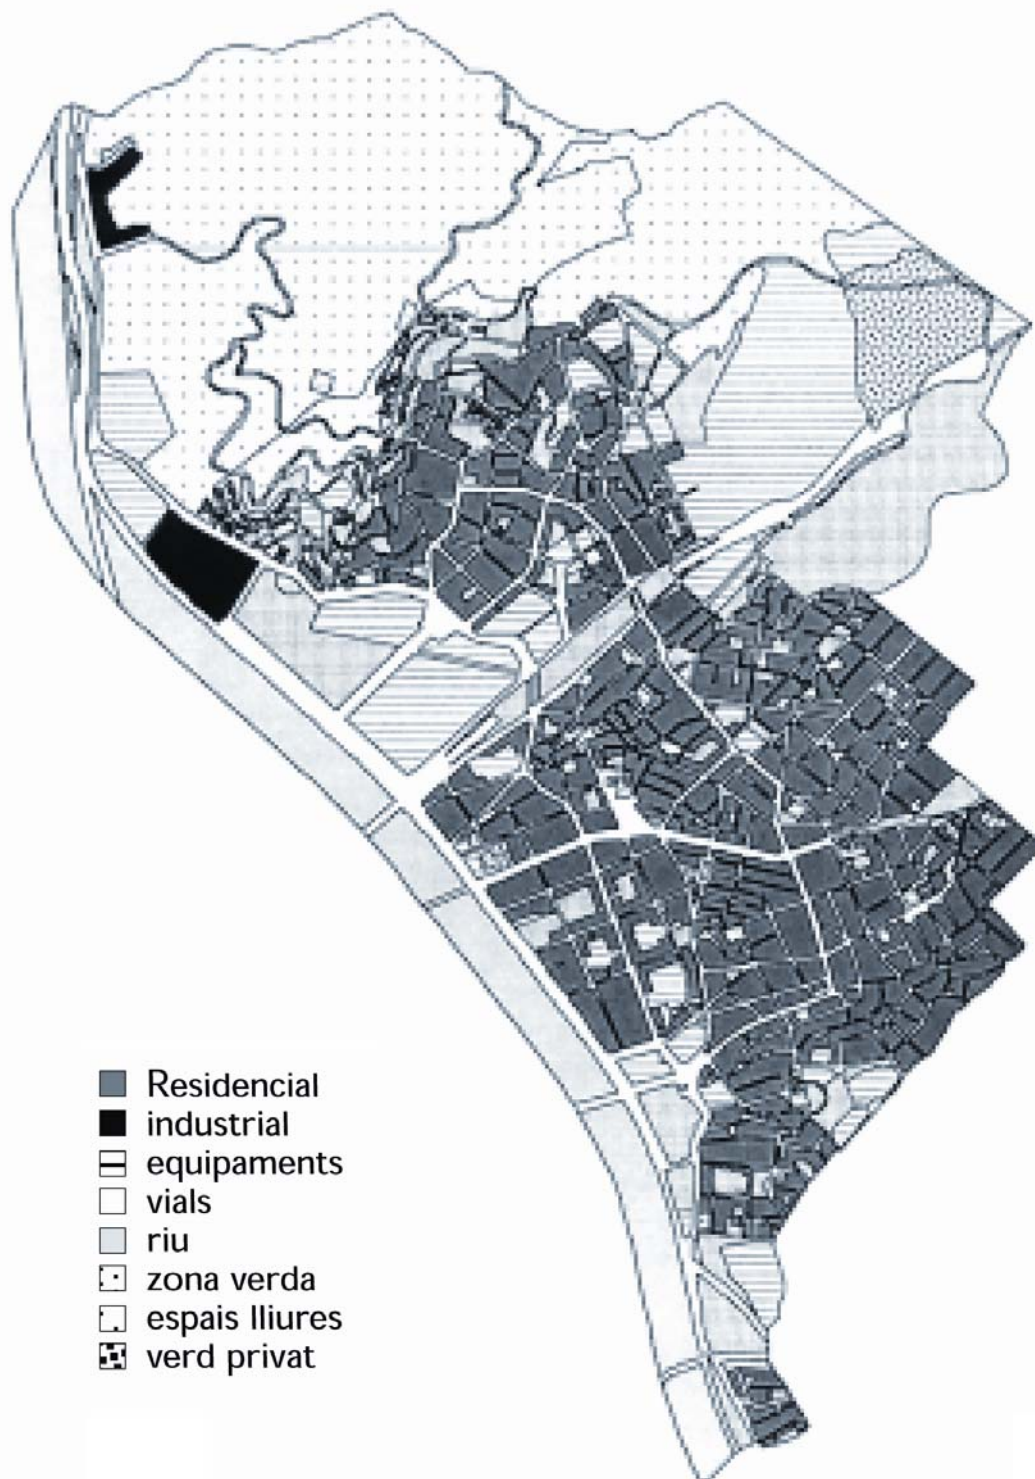 Residencial
industrial
equipaments
vials
riu
zona verda
espais lliures
verd privat